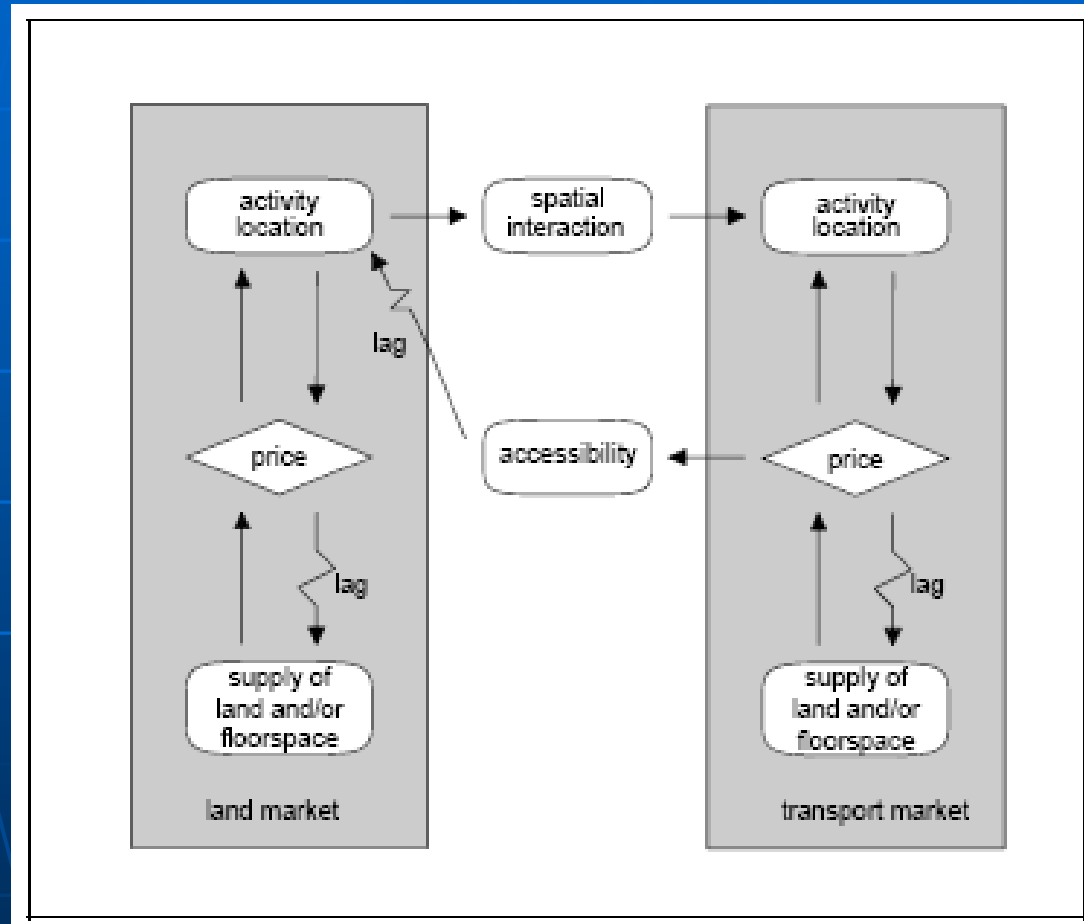 activity
location
spatial
interaction
activity
location
lag
price
accessibility
price
lag
lag
supply of
land and/or
floorspace
supply of
land and/or
floorspace
land market
transport market